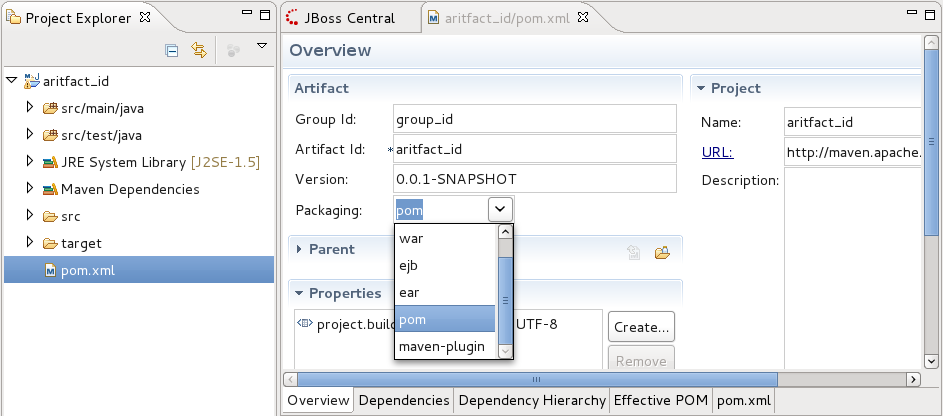 Project Explorer
aritfact_id
src/main/java
src/test/java
JRE System Library [J2SE-1.5]
Maven Dependencies
src
target
pom.xml
JBoss Central
aritfact_id/pom.xml
Overview
Artifact
Group Id: group_id
Artifact Id: *aritfact_id
Version: 0.0.1-SNAPSHOT
Packaging: pom
war
ejb
ear
pom
maven-plugin
Parent
Properties
project.buil UTF-8
Create...
Remove
Project
Name: aritfact_id
URL: http://maven.apache.
Description:
Overview Dependencies Dependency Hierarchy Effective POM pom.xml